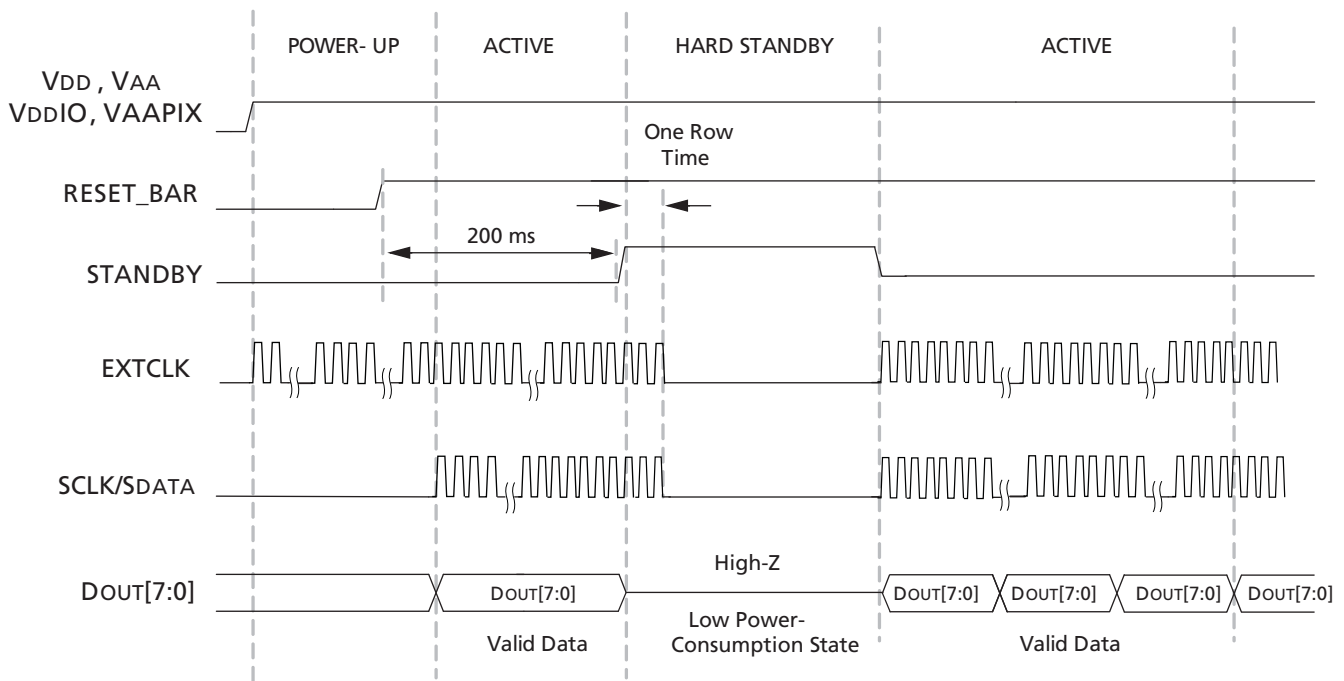 POWER- UP
ACTIVE
HARD STANDBY
ACTIVE
VDD , VAA
VDDIO, VAAPIX
One Row
Time
RESET_BAR
200 ms
STANDBY
EXTCLK
SCLK/SDATA
High-Z
DOUT[7:0]
DOUT[7:0]
DOUT[7:0]
DOUT[7:0]
DOUT[7:0]
DOUT[7:0]
Valid Data
Low Power-
Consumption State
Valid Data